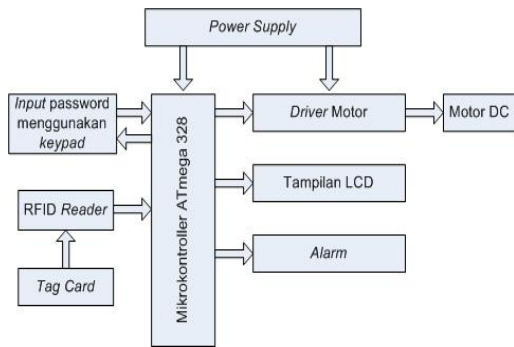 Power Supply
Input password
menggunakan
keypad
Mikrokontroller ATmega 328
Driver Motor
Motor DC
Tampilan LCD
RFID Reader
Alarm
Tag Card